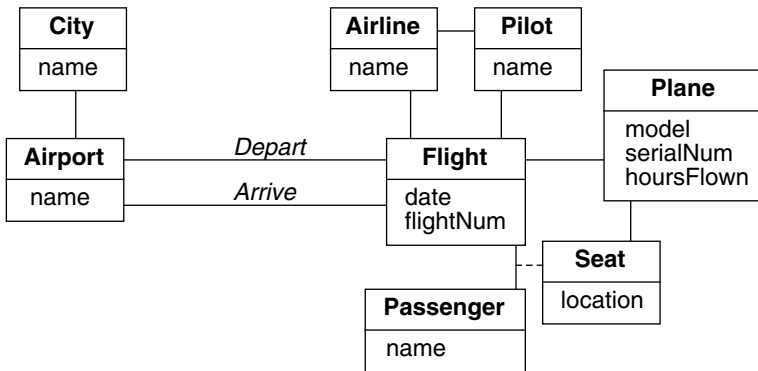 City
name
Airline
name
Pilot
name
Plane
model
serialNum
hoursFlown
Airport
name
Depart
Arrive
Flight
date
flightNum
Seat
location
Passenger
name